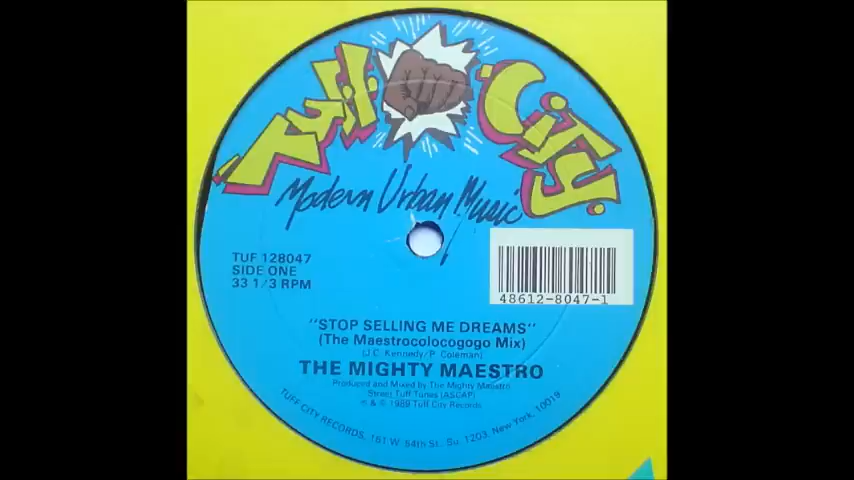 Tuff City
Modern Urban Music
TUF 128047
SIDE ONE
33 1/3 RPM
48612-8047-1
"STOP SELLING ME DREAMS"
(The Maestrocolocogogo Mix)
(J.C. Kennedy/P. Coleman)
THE MIGHTY MAESTRO
Produced and Mixed by The Mighty Maestro
Street Tuff Tunes (ASCAP)
℗ & © 1989 Tuff City Records
TUFF CITY RECORDS, 161 W. 54th St., Su. 1203, New York, 10019